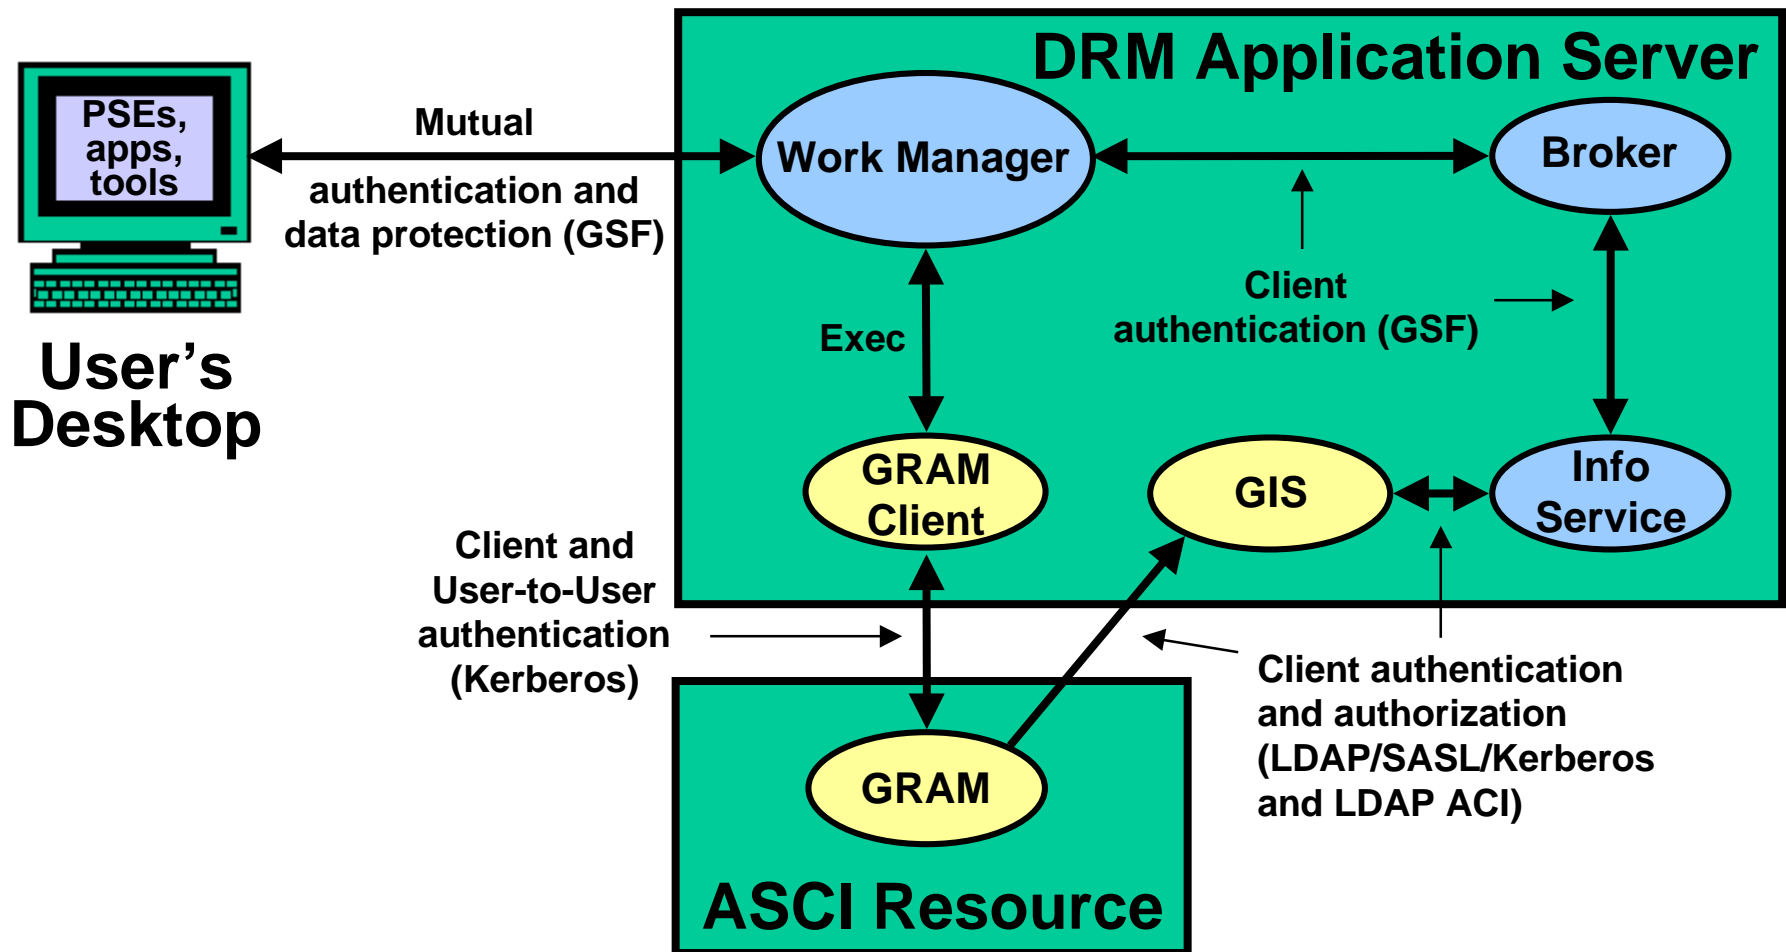 DRM Application Server
PSEs,
apps,
tools
Mutual
authentication and
data protection (GSF)
Work Manager
Broker
User’s
Desktop
Exec
Client
authentication (GSF)
GRAM
Client
GIS
Info
Service
Client and
User-to-User
authentication
(Kerberos)
Client authentication
and authorization
(LDAP/SASL/Kerberos
and LDAP ACI)
GRAM
ASCI Resource